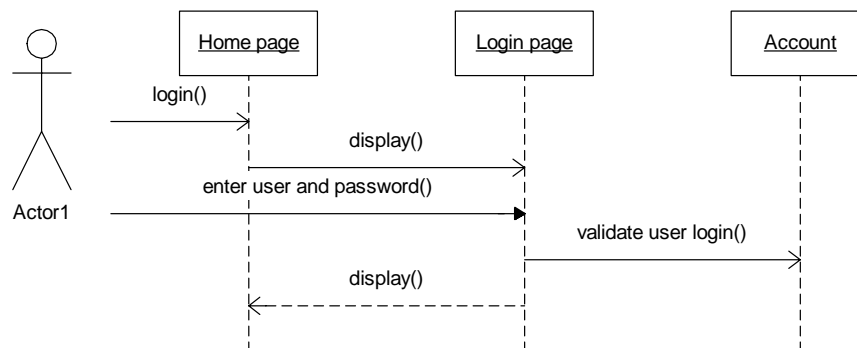 Home page
Login page
Account
login()
display()
enter user and password()
Actor1
validate user login()
display()